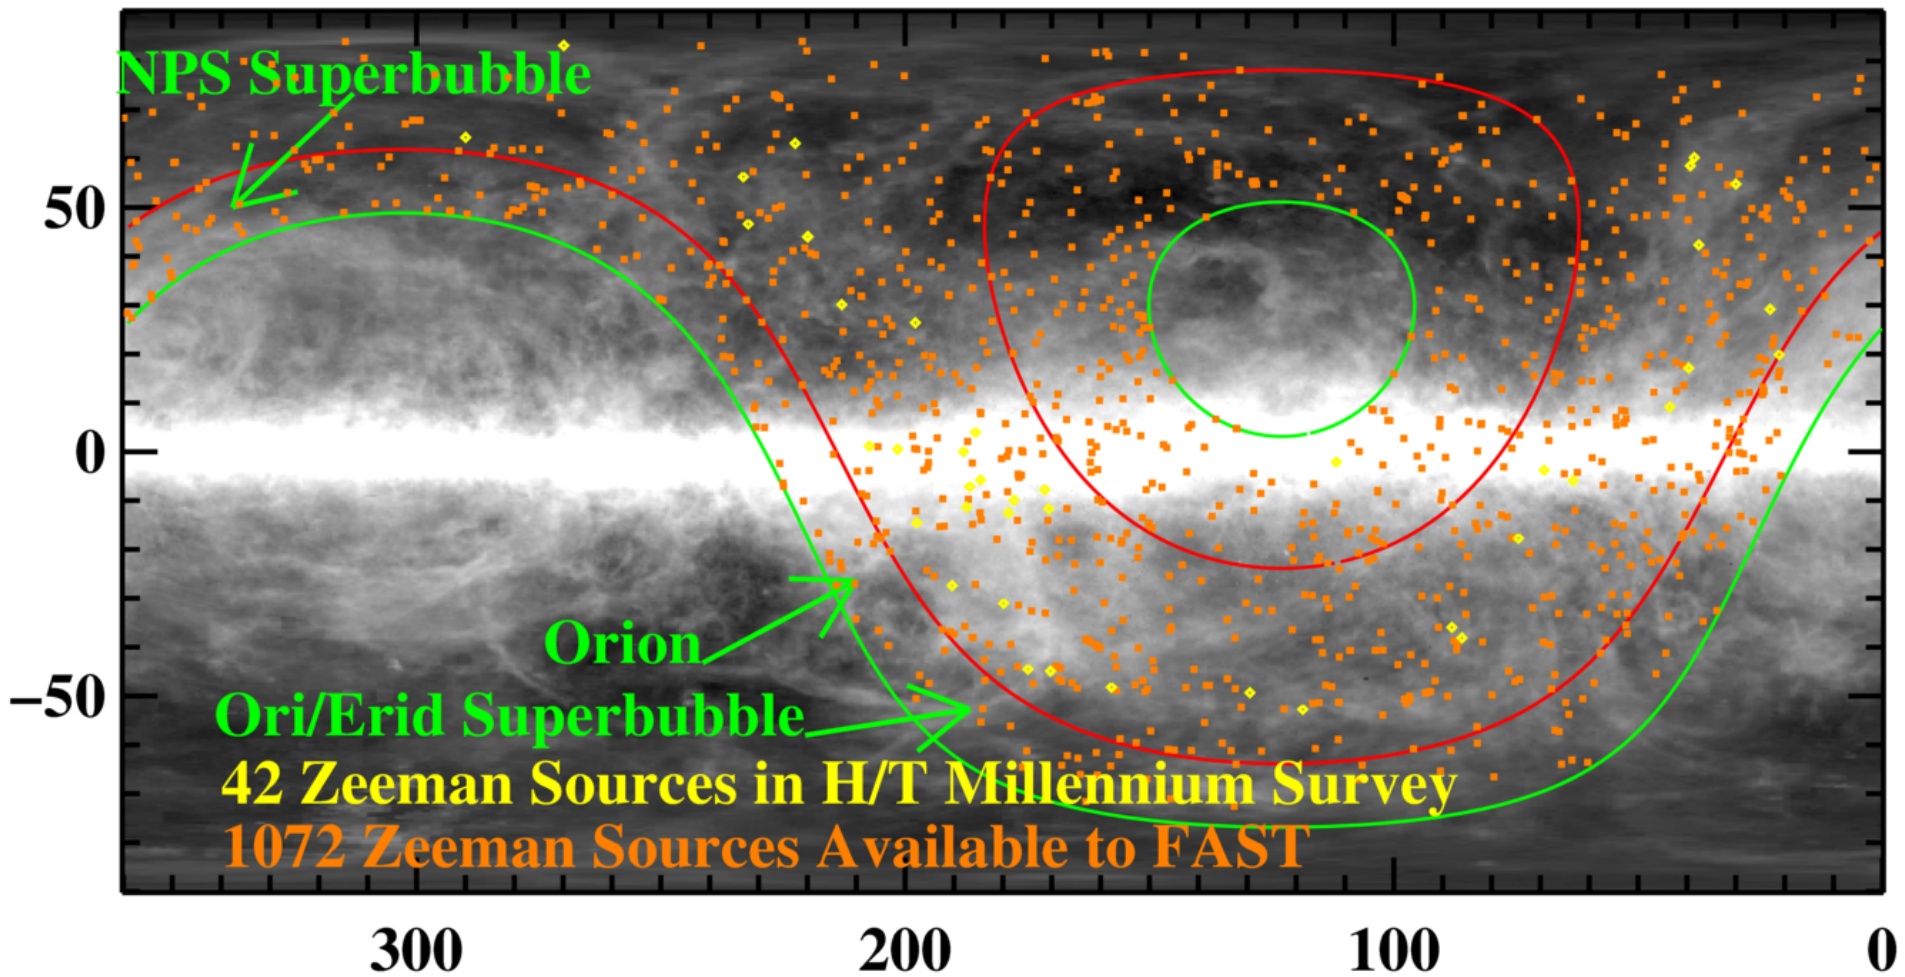 NPS Superbubble
50
0
−50
Orion
Ori/Erid Superbubble
42 Zeeman Sources in H/T Millennium Survey
1072 Zeeman Sources Available to FAST
300
200
100
0